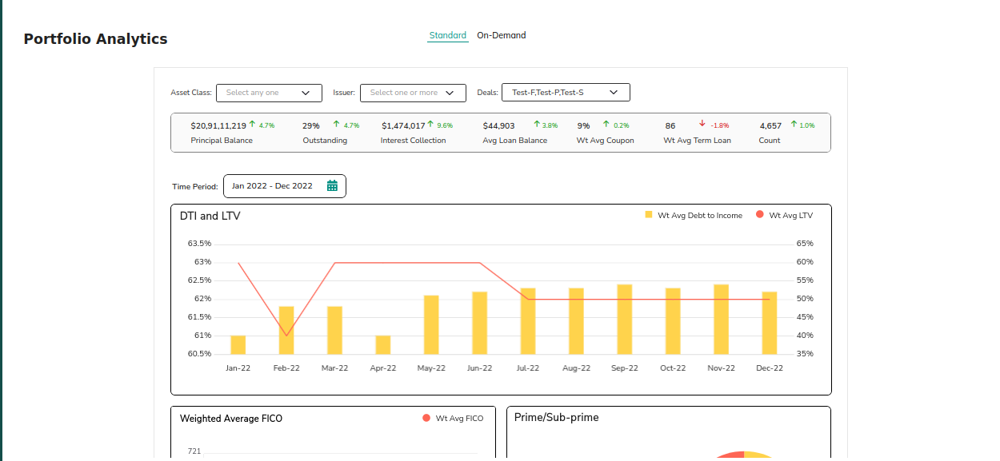 Portfolio Analytics
Standard On-Demand
Asset Class: Select any one Issuer: Select one or more Deals: Test-F,Test-P,Test-S
$20,91,11,219 4.7% 29% 4.7% $1,474,017 9.6% $44,903 3.8% 9% 0.2% 86 -1.8% 4,657 1.0%
Principal Balance Outstanding Interest Collection Avg Loan Balance Wt Avg Coupon Wt Avg Term Loan Count
Time Period: Jan 2022 - Dec 2022
DTI and LTV Wt Avg Debt to Income Wt Avg LTV
63.5% 65%
63% 60%
62.5% 55%
62% 50%
61.5% 45%
61% 40%
60.5% 35%
Jan-22 Feb-22 Mar-22 Apr-22 May-22 Jun-22 Jul-22 Aug-22 Sep-22 Oct-22 Nov-22 Dec-22
Weighted Average FICO Wt Avg FICO Prime/Sub-prime
721